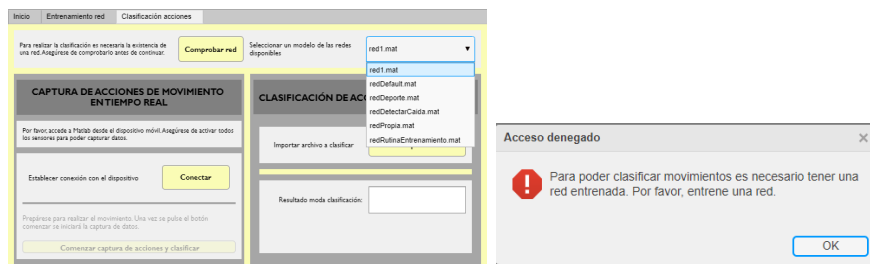 Inicio Entrenamiento red Clasificación acciones
Para realizar la clasificación es necesaria la existencia de
una red. Asegúrese de comprobarlo antes de continuar.
Comprobar red
Seleccionar un modelo de las redes
disponibles
red1.mat
red1.mat
redDefault.mat
redDeporte.mat
redDetectarCaida.mat
redPropia.mat
redRutinaEntrenamiento.mat
CAPTURA DE ACCIONES DE MOVIMIENTO
EN TIEMPO REAL
Por favor, accede a Matlab desde el dispositivo móvil. Asegúrese de activar todos
los sensores para poder capturar datos.
Establecer conexión con el dispositivo
Conectar
Prepárese para realizar el movimiento. Una vez se pulse el botón
comenzar se iniciará la captura de datos.
Comenzar captura de acciones y clasificar
CLASIFICACIÓN DE AC
Importar archivo a clasificar
Resultado moda clasificación:
Acceso denegado
Para poder clasificar movimientos es necesario tener una
red entrenada. Por favor, entrene una red.
OK